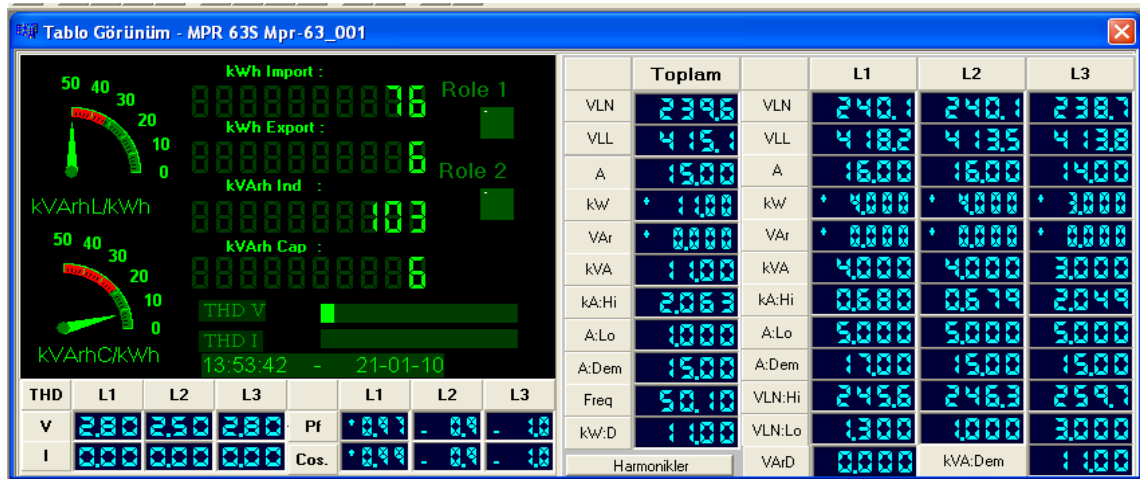 Tablo Görünüm - MPR 63S Mpr-63_001
kWh Import :
76
kWh Export :
6
kVArh Ind :
103
kVArh Cap :
6
Role 1
Role 2
50 40 30 20 10 0
kVArhL/kWh
50 40 30 20 10 0
kVArhC/kWh
THD V
THD I
13:53:42 - 21-01-10
THD L1 L2 L3 L1 L2 L3
V 2.80 2.50 2.80 Pf + 0.97 - 0.9 - 1.0
I 0.00 0.00 0.00 Cos. + 0.99 - 0.9 - 1.0
Toplam L1 L2 L3
VLN 239.6 VLN 240.1 240.1 238.7
VLL 415.1 VLL 418.2 413.5 413.8
A 15.00 A 16.00 16.00 14.00
kW + 11.00 kW + 4.000 + 4.000 + 3.000
VAr + 0.000 VAr + 0.000 + 0.000 + 0.000
kVA 11.00 kVA 4.000 4.000 3.000
kA:Hi 2.063 kA:Hi 0.680 0.679 2.049
A:Lo 1.000 A:Lo 5.000 5.000 5.000
A:Dem 15.00 A:Dem 17.00 15.00 15.00
Freq 50.10 VLN:Hi 245.6 246.3 259.7
kW:D 11.00 VLN:Lo 1.300 1.000 3.000
Harmonikler VArD 0.000 kVA:Dem 11.00